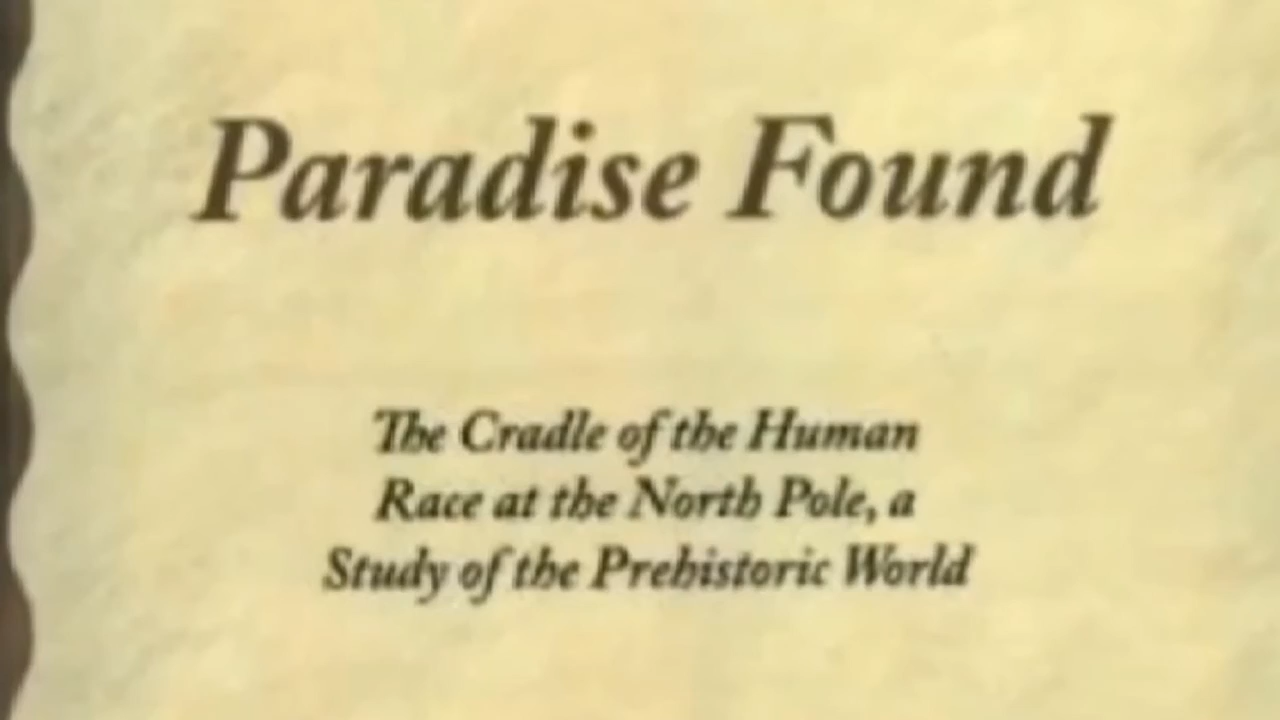 Paradise Found
The Cradle of the Human
Race at the North Pole, a
Study of the Prehistoric World